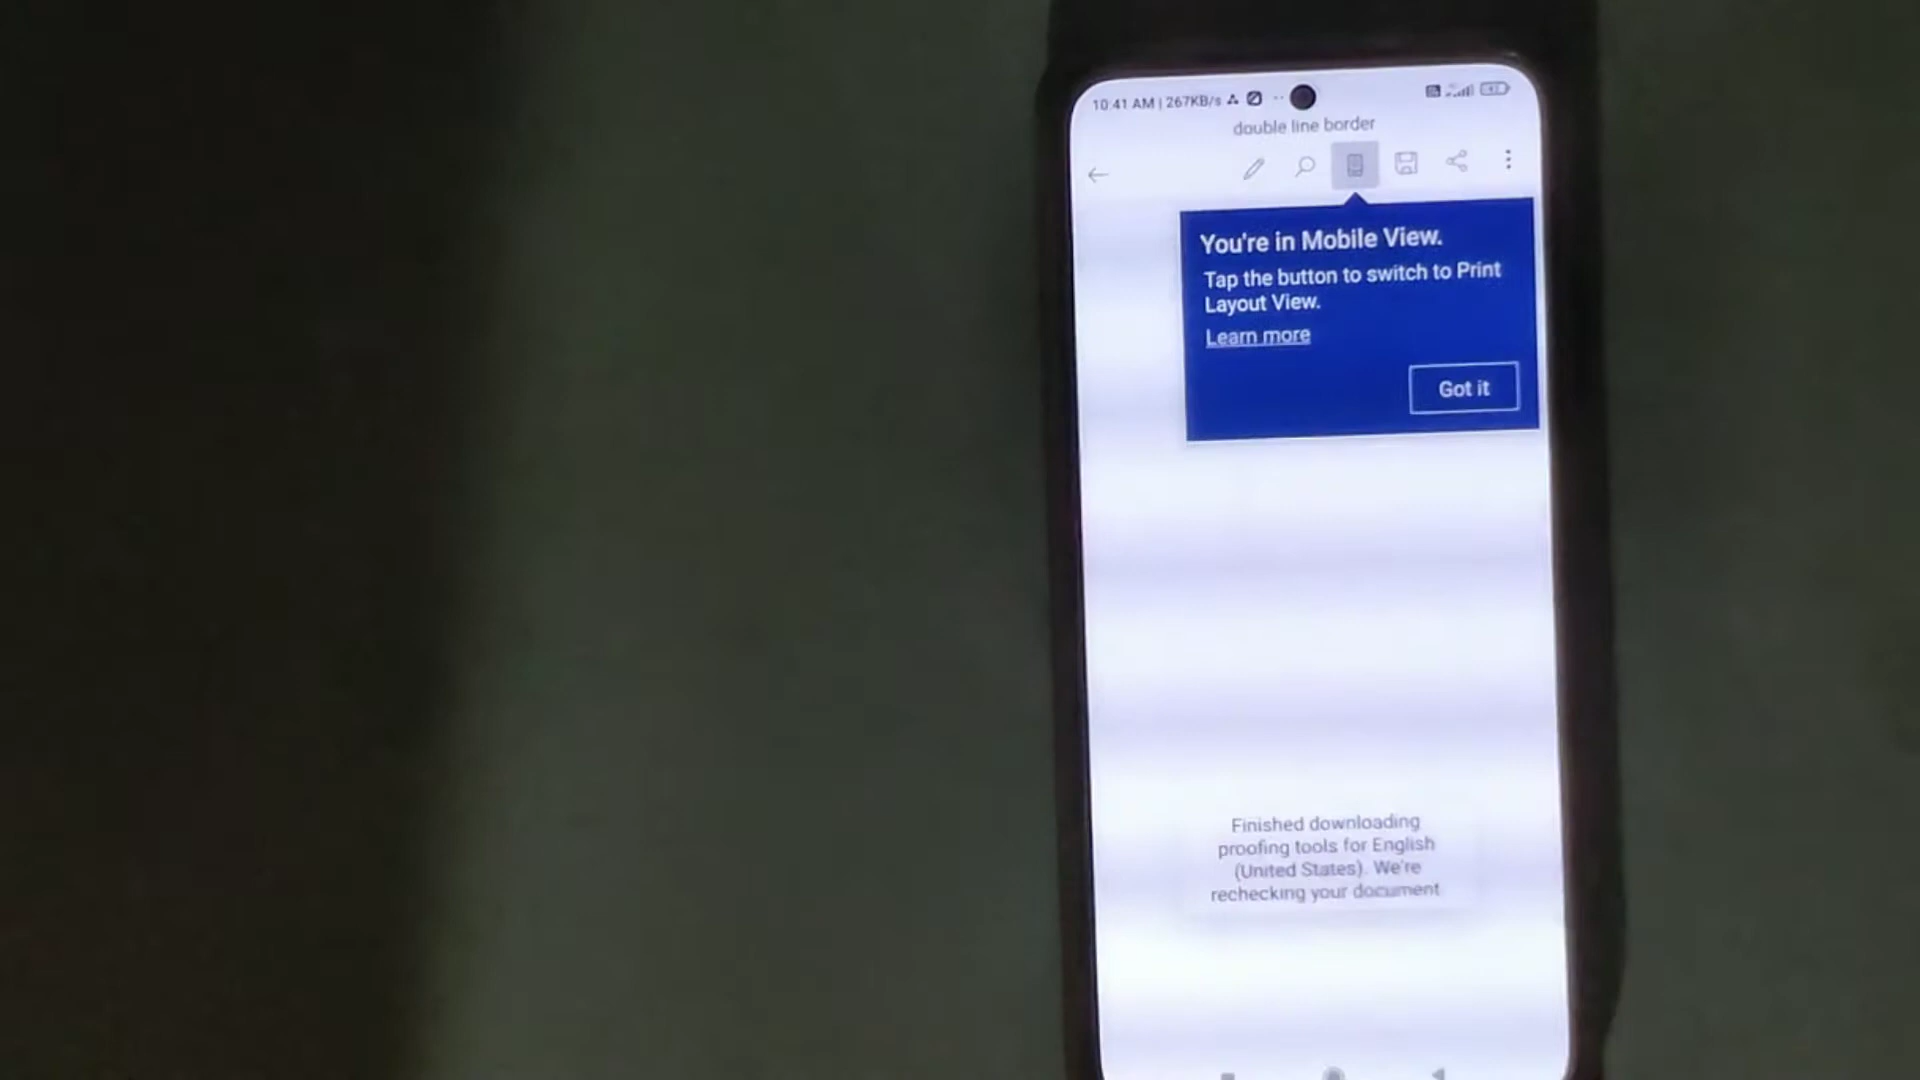 10:41 AM | 267KB/s
double line border
You're in Mobile View.
Tap the button to switch to Print
Layout View.
Learn more
Got it
Finished downloading
proofing tools for English
(United States). We're
rechecking your document